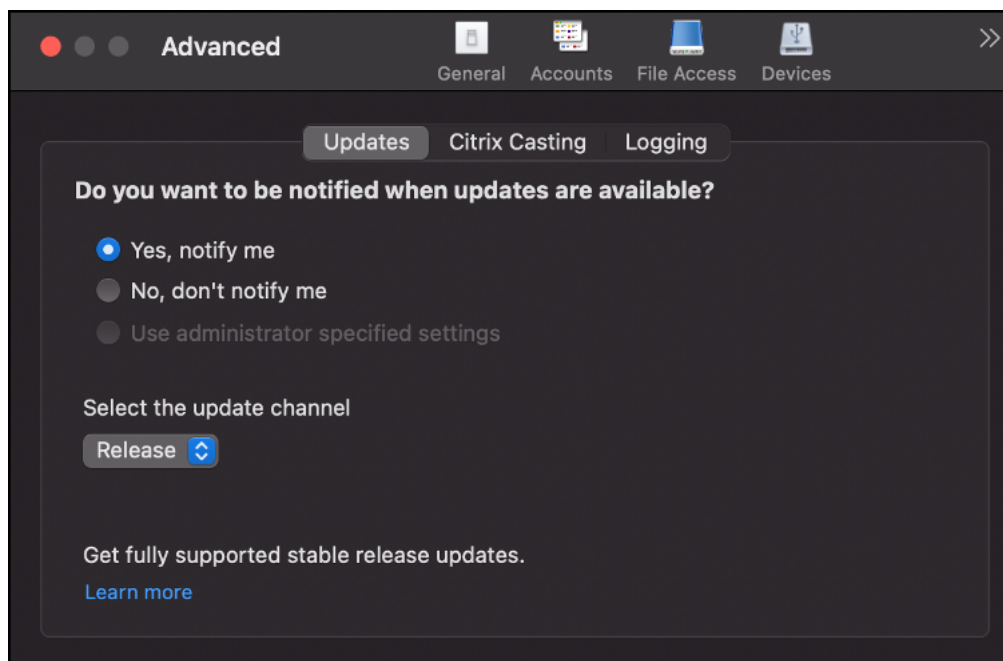 Advanced
General Accounts File Access Devices
Updates Citrix Casting Logging
Do you want to be notified when updates are available?
Yes, notify me
No, don't notify me
Use administrator specified settings
Select the update channel
Release
Get fully supported stable release updates.
Learn more